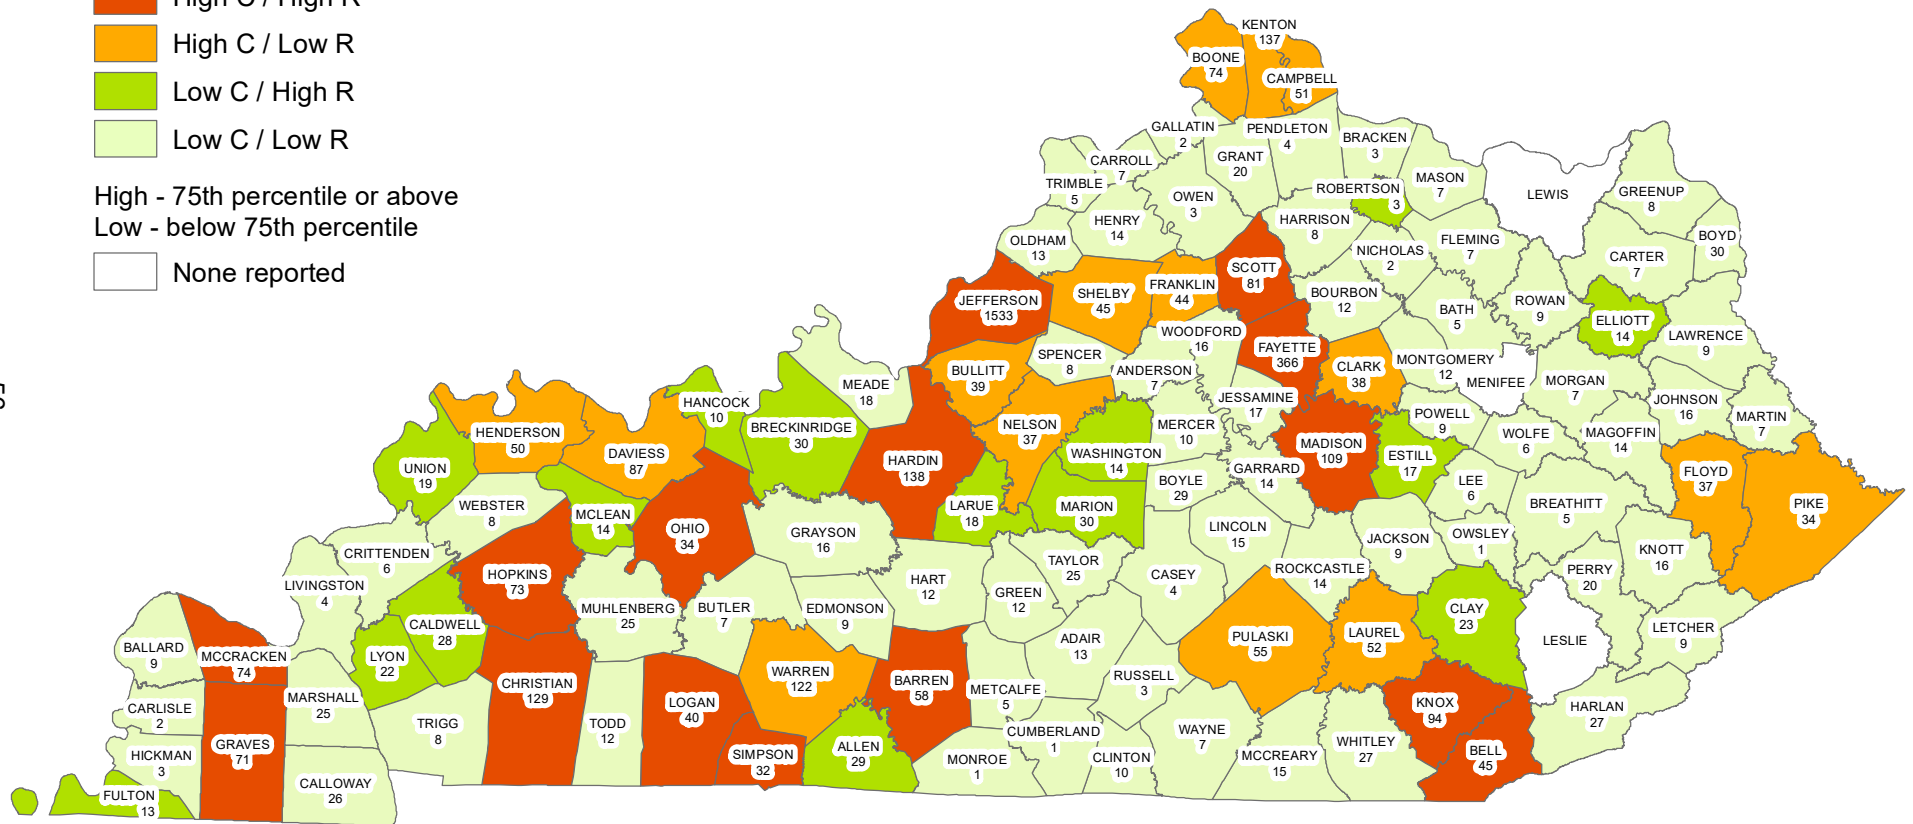 High C / High R
High C / Low R
Low C / High R
Low C / Low R
High - 75th percentile or above
Low - below 75th percentile
None reported
KENTON
137
BOONE
74
CAMPBELL
51
GALLATIN
2
PENDLETON
4
BRACKEN
3
CARROLL
7
GRANT
20
MASON
7
TRIMBLE
5
OWEN
3
ROBERTSON
3
LEWIS
GREENUP
8
HENRY
14
HARRISON
8
OLDHAM
13
NICHOLAS
2
FLEMING
7
BOYD
30
CARTER
7
SCOTT
81
JEFFERSON
1533
SHELBY
45
FRANKLIN
44
BOURBON
12
ROWAN
9
BATH
5
ELLIOTT
14
LAWRENCE
9
WOODFORD
16
FAYETTE
366
SPENCER
8
CLARK
38
MONTGOMERY
12
MENIFEE
MORGAN
7
BULLITT
39
ANDERSON
7
MEADE
18
HANCOCK
10
JESSAMINE
17
JOHNSON
16
MARTIN
7
POWELL
9
NELSON
37
MERCER
10
BRECKINRIDGE
30
HENDERSON
50
DAVIESS
87
WOLFE
6
MAGOFFIN
14
MADISON
109
WASHINGTON
14
HARDIN
138
ESTILL
17
UNION
19
GARRARD
14
BOYLE
29
LEE
6
FLOYD
37
PIKE
34
BREATHITT
5
WEBSTER
8
MCLEAN
14
LARUE
18
MARION
30
OHIO
34
GRAYSON
16
LINCOLN
15
JACKSON
9
OWSLEY
1
KNOTT
16
CRITTENDEN
6
TAYLOR
25
CASEY
4
ROCKCASTLE
14
PERRY
20
LIVINGSTON
4
HOPKINS
73
HART
12
GREEN
12
MUHLENBERG
25
BUTLER
7
EDMONSON
9
CLAY
23
CALDWELL
28
LETCHER
9
PULASKI
55
LAUREL
52
LESLIE
ADAIR
13
BALLARD
9
MCCRACKEN
74
LYON
22
WARREN
122
BARREN
58
RUSSELL
3
CHRISTIAN
129
METCALFE
5
MARSHALL
25
LOGAN
40
KNOX
94
HARLAN
27
CARLISLE
2
TRIGG
8
TODD
12
WAYNE
7
CUMBERLAND
1
GRAVES
71
WHITLEY
27
ALLEN
29
BELL
45
HICKMAN
3
SIMPSON
32
MONROE
1
CLINTON
10
MCCREARY
15
CALLOWAY
26
FULTON
13